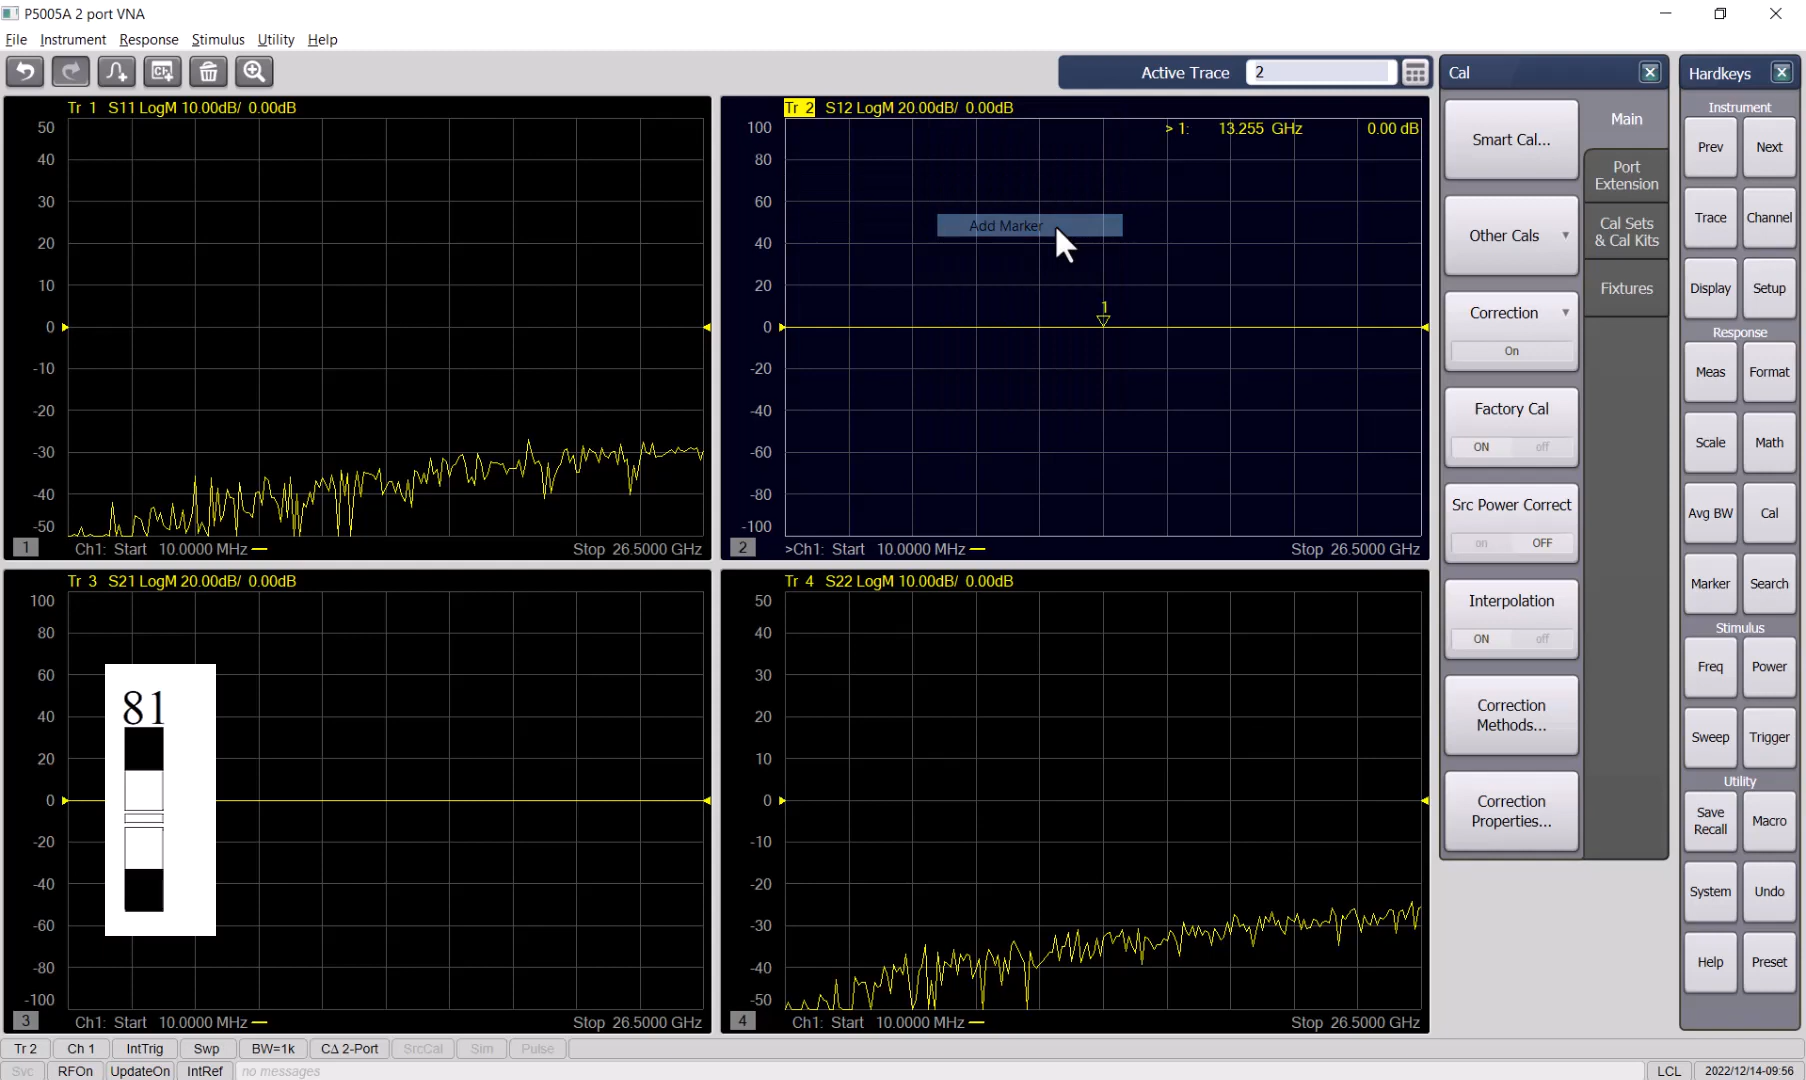 P5005A 2 port VNA
File Instrument Response Stimulus Utility Help
Active Trace 2
Tr 1 S11 LogM 10.00dB/ 0.00dB
50
40
30
20
10
0
-10
-20
-30
-40
-50
1 Ch1: Start 10.0000 MHz Stop 26.5000 GHz
Tr 2 S12 LogM 20.00dB/ 0.00dB
> 1: 13.255 GHz 0.00 dB
100
80
60
40
20
0
-20
-40
-60
-80
-100
Add Marker
1
2 >Ch1: Start 10.0000 MHz Stop 26.5000 GHz
Tr 3 S21 LogM 20.00dB/ 0.00dB
100
80
60
40
20
0
-20
-40
-60
-80
-100
81
3 Ch1: Start 10.0000 MHz Stop 26.5000 GHz
Tr 4 S22 LogM 10.00dB/ 0.00dB
50
40
30
20
10
0
-10
-20
-30
-40
-50
4 Ch1: Start 10.0000 MHz Stop 26.5000 GHz
Cal
Smart Cal...
Other Cals
Correction
On
Factory Cal
ON off
Src Power Correct
on OFF
Interpolation
ON off
Correction
Methods...
Correction
Properties...
Main
Port
Extension
Cal Sets
& Cal Kits
Fixtures
Hardkeys
Instrument
Prev Next
Trace Channel
Display Setup
Response
Meas Format
Scale Math
Avg BW Cal
Marker Search
Stimulus
Freq Power
Sweep Trigger
Utility
Save
Recall
Macro
System Undo
Help Preset
Tr 2 Ch 1 IntTrig Swp BW=1k CΔ 2-Port SrcCal Sim Pulse
Svc RFOn UpdateOn IntRef no messages LCL 2022/12/14-09:56